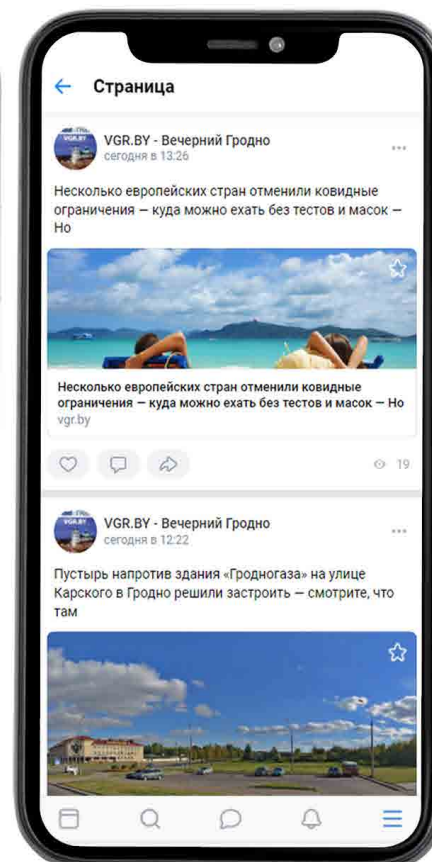 Страница
VGR.BY - Вечерний Гродно
сегодня в 13:26
Несколько европейских стран отменили ковидные
ограничения — куда можно ехать без тестов и масок —
Но
Несколько европейских стран отменили ковидные
ограничения — куда можно ехать без тестов и масок — Но
vgr.by
19
VGR.BY - Вечерний Гродно
сегодня в 12:22
Пустырь напротив здания «Гродногаза» на улице
Карского в Гродно решили застроить — смотрите, что
там